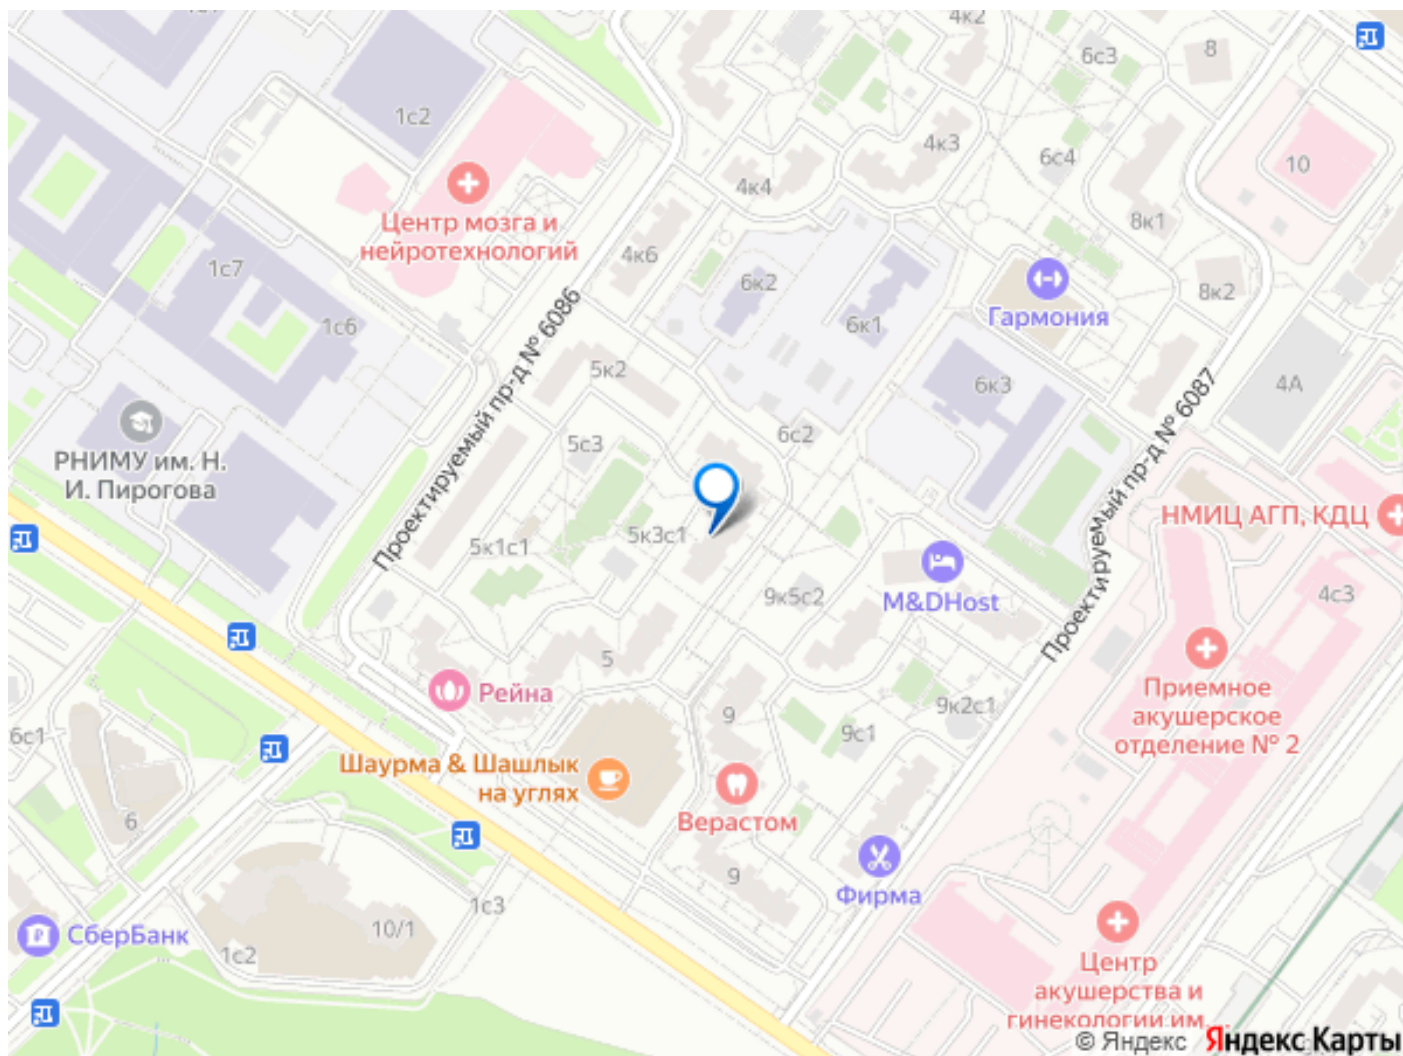 4к2
6с3
8
1с2
4к3
6с4
10
4к4
8к1
Центр мозга и
нейротехнологий
4к6
1с7
6к2
8к2
Гармония
1с6
6к1
Проектируемый пр-д № 6086
5к2
6к3
4А
Проектируемый пр-д № 6087
5с3
6с2
РНИМУ им. Н.
И. Пирогова
НМИЦ АГП, КДЦ
5к3с1
5к1с1
9к5с2
M&DHost
4с3
5
Рейна
Приемное
акушерское
отделение № 2
9
9к2с1
9с1
6с1
Шаурма & Шашлык
на углях
6
Верастом
9
Фирма
1с3
10/1
СберБанк
1с2
Центр
акушерства и
гинекологии им.
© Яндекс Яндекс Карты